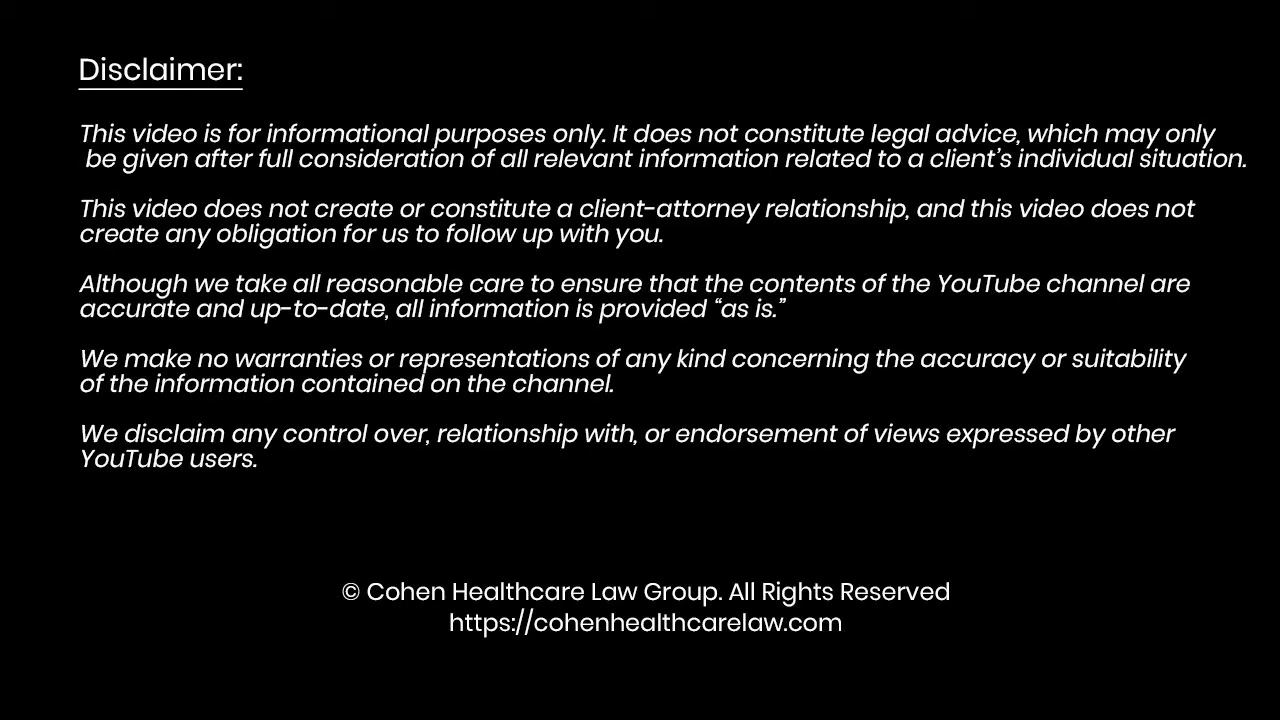 Disclaimer:
This video is for informational purposes only. It does not constitute legal advice, which may only
be given after full consideration of all relevant information related to a client’s individual situation.
This video does not create or constitute a client-attorney relationship, and this video does not
create any obligation for us to follow up with you.
Although we take all reasonable care to ensure that the contents of the YouTube channel are
accurate and up-to-date, all information is provided “as is.”
We make no warranties or representations of any kind concerning the accuracy or suitability
of the information contained on the channel.
We disclaim any control over, relationship with, or endorsement of views expressed by other
YouTube users.
© Cohen Healthcare Law Group. All Rights Reserved
https://cohenhealthcarelaw.com